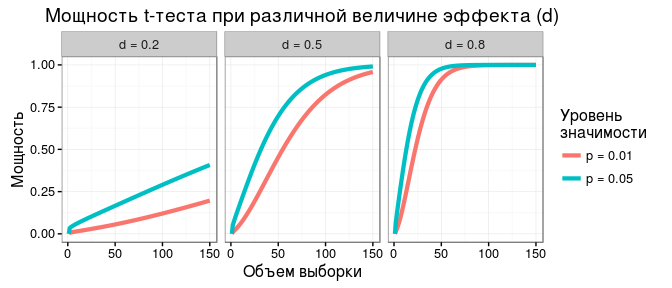 Мощность t-теста при различной величине эффекта (d)
d = 0.2
d = 0.5
d = 0.8
1.00
0.75
0.50
0.25
0.00
Мощность
0 50 100 150
0 50 100 150
0 50 100 150
Объем выборки
Уровень
значимости
p = 0.01
p = 0.05